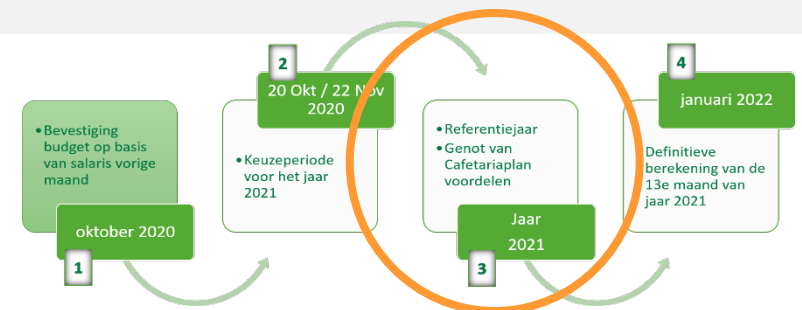 • Bevestiging
budget op basis
van salaris vorige
maand
oktober 2020
1
2
20 Okt / 22 Nov
2020
• Keuzeperiode
voor het jaar
2021
• Referentiejaar
• Genot van
Cafetariaplan
voordelen
Jaar
2021
3
4
januari 2022
Definitieve
berekening van de
13e maand van
jaar 2021